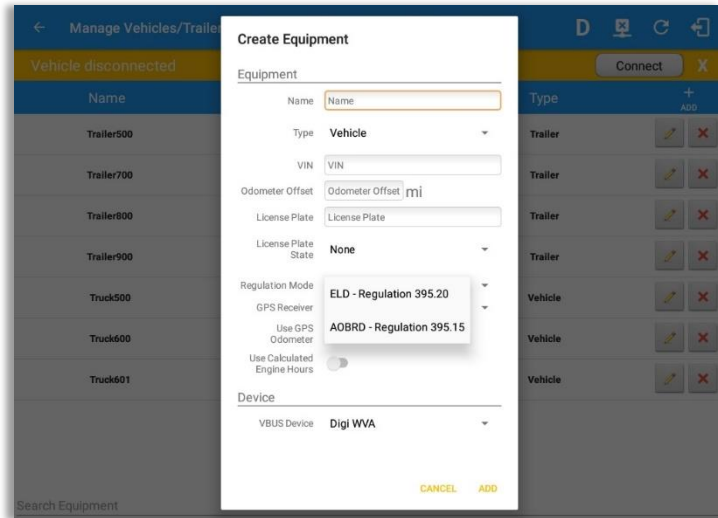 Manage Vehicles/Trailer
D
Vehicle disconnected
Connect
X
Name
Type
+
ADD
Trailer500
Trailer
Trailer700
Trailer
Trailer800
Trailer
Trailer900
Trailer
Truck500
Vehicle
Truck600
Vehicle
Truck601
Vehicle
Search Equipment
Create Equipment
Equipment
Name
Name
Type
Vehicle
VIN
VIN
Odometer Offset
Odometer Offset
mi
License Plate
License Plate
License Plate
State
None
Regulation Mode
ELD - Regulation 395.20
GPS Receiver
AOBRD - Regulation 395.15
Use GPS
Odometer
Use Calculated
Engine Hours
Device
VBUS Device
Digi WVA
CANCEL
ADD